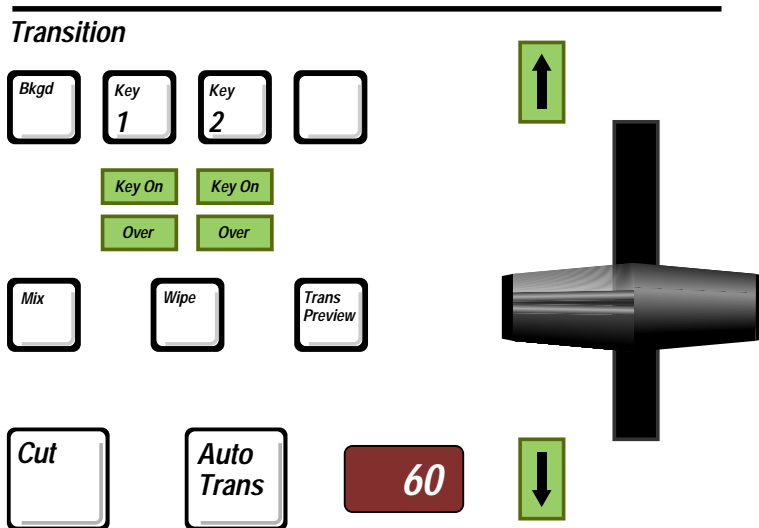 Transition
Bkgd
Key
1
Key
2
Key On
Key On
Over
Over
Mix
Wipe
Trans
Preview
Cut
Auto
Trans
60